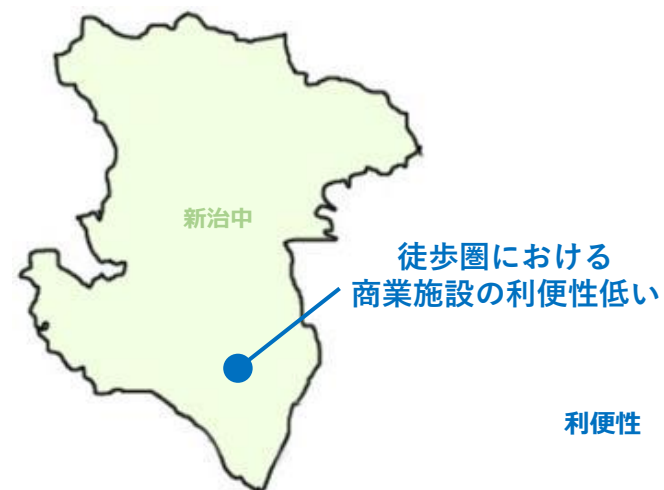 新治中
徒歩圏における
商業施設の利便性低い
利便性